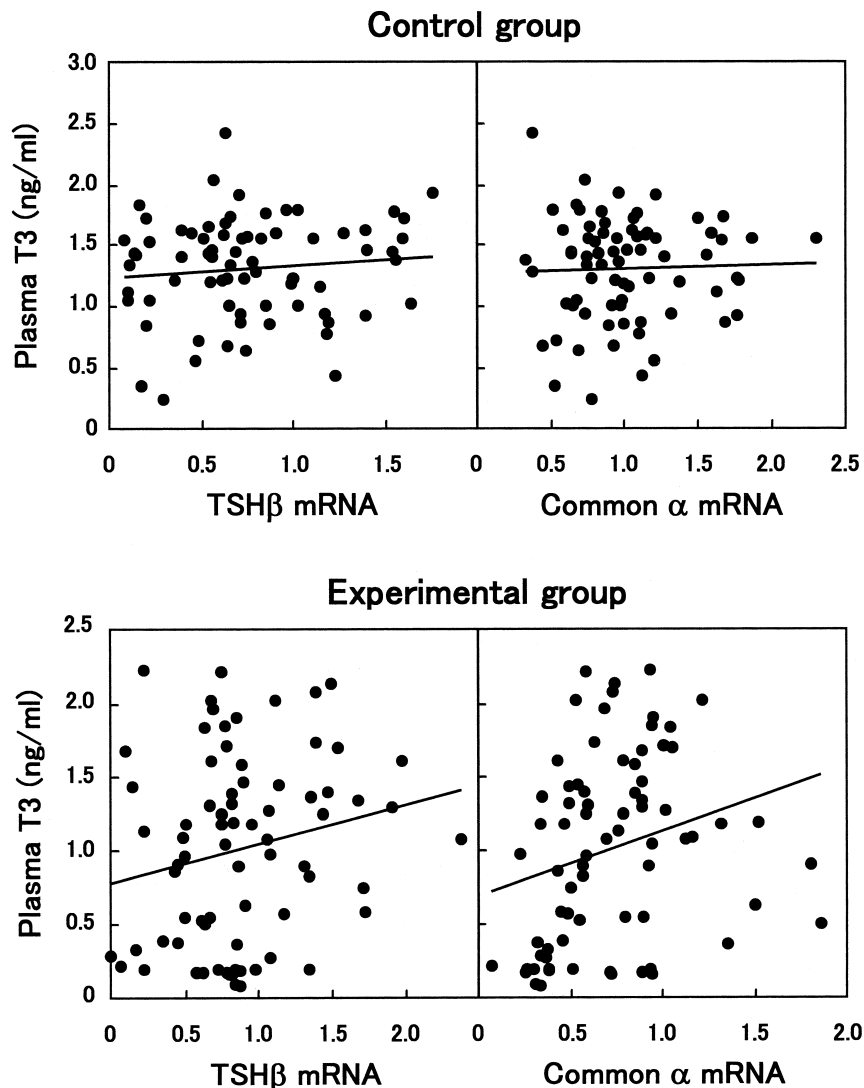 Control group
3.0
2.5
2.0
1.5
1.0
0.5
0
Plasma T3 (ng/ml)
0 0.5 1.0 1.5 0 0.5 1.0 1.5 2.0 2.5
TSHβ mRNA Common α mRNA
Experimental group
2.5
2.0
1.5
1.0
0.5
0
Plasma T3 (ng/ml)
0 0.5 1.0 1.5 2.0 0 0.5 1.0 1.5 2.0
TSHβ mRNA Common α mRNA